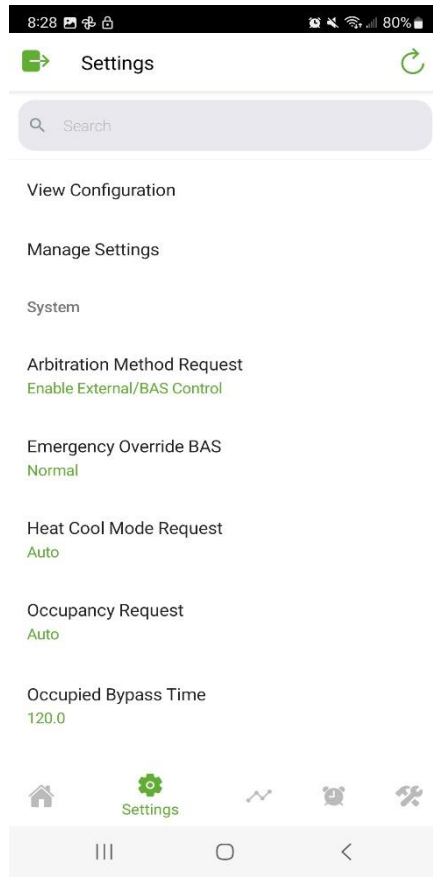 8:28 80%
Settings
Search
View Configuration
Manage Settings
System
Arbitration Method Request
Enable External/BAS Control
Emergency Override BAS
Normal
Heat Cool Mode Request
Auto
Occupancy Request
Auto
Occupied Bypass Time
120.0
Settings